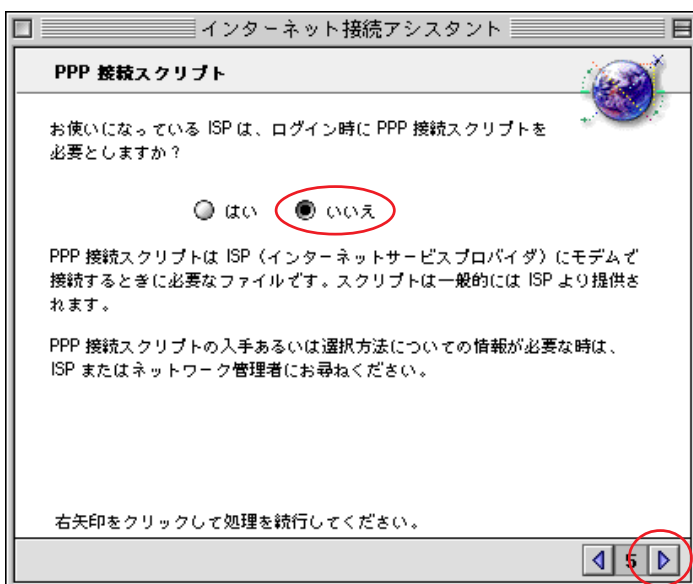 インターネット接続アシスタント
PPP 接続スクリプト
お使いになっている ISP は、ログイン時に PPP 接続スクリプトを
必要としますか？
はい いいえ
PPP 接続スクリプトは ISP（インターネットサービスプロバイダ）にモデムで
接続するときに必要なファイルです。スクリプトは一般的には ISP より提供さ
れます。
PPP 接続スクリプトの入手あるいは選択方法についての情報が必要な時は、
ISP またはネットワーク管理者にお尋ねください。
右矢印をクリックして処理を続行してください。
5